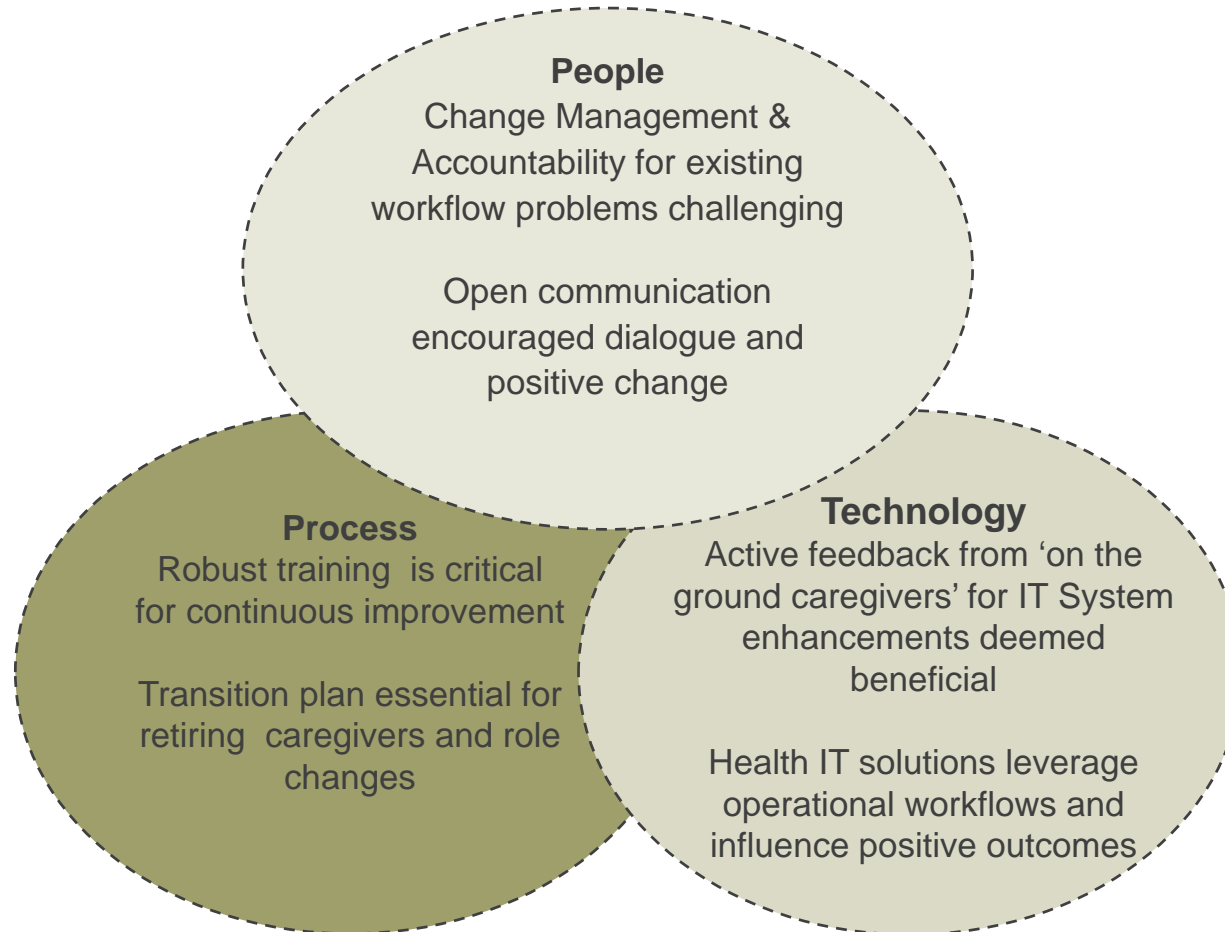 People
Change Management &
Accountability for existing
workflow problems challenging
Open communication
encouraged dialogue and
positive change
Process
Robust training  is critical
for continuous improvement
Transition plan essential for
retiring  caregivers and role
changes
Technology
Active feedback from ‘on the
ground caregivers’ for IT System
enhancements deemed
beneficial
Health IT solutions leverage
operational workflows and
influence positive outcomes